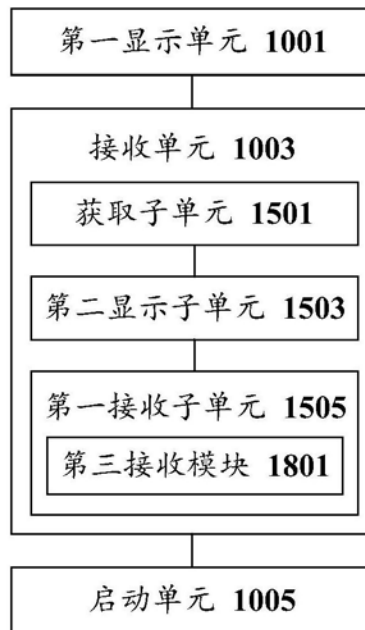 第一显示单元 1001
接收单元 1003
获取子单元 1501
第二显示子单元 1503
第一接收子单元 1505
第三接收模块 1801
启动单元 1005